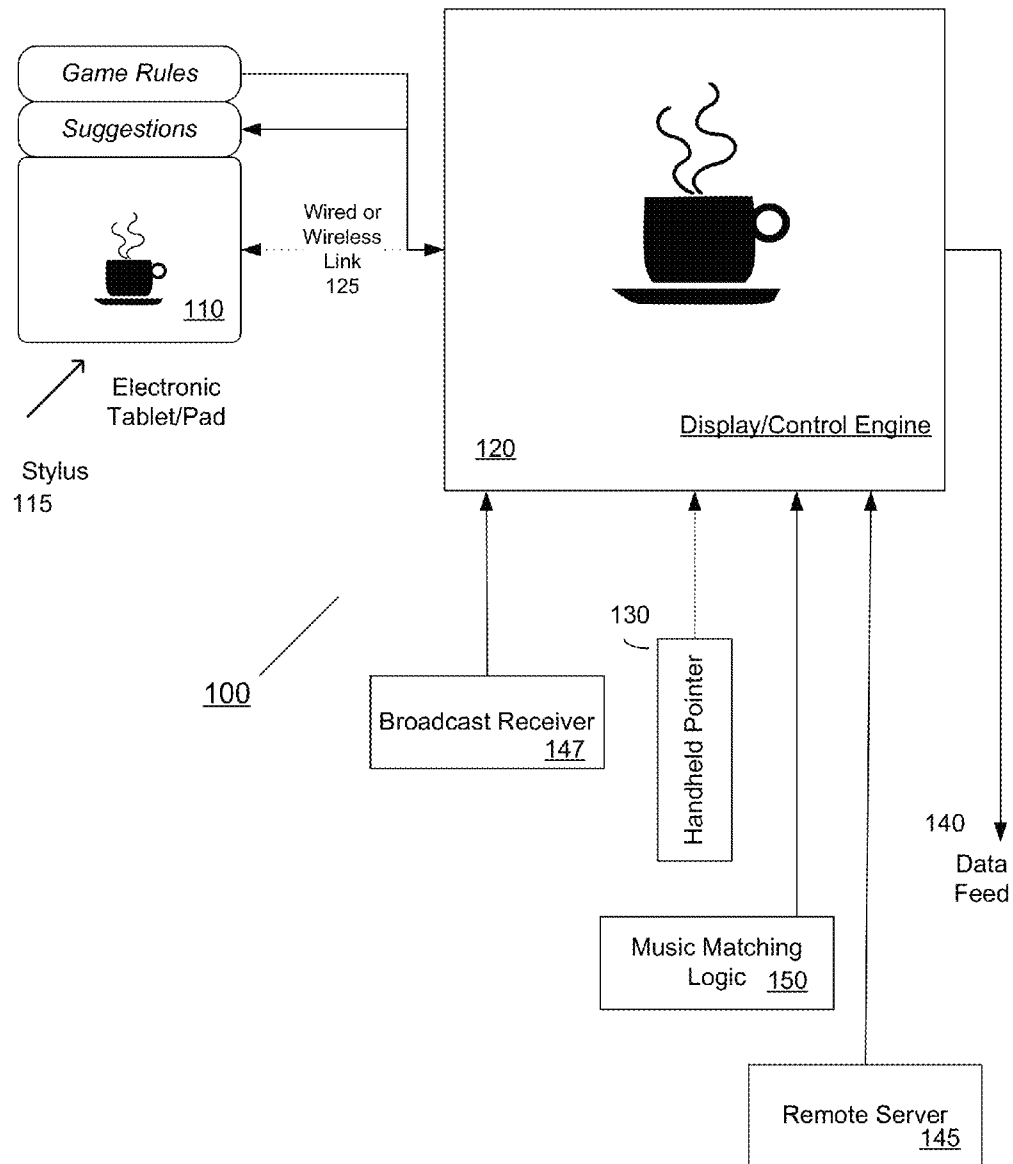 Game Rules
Suggestions
Wired or
Wireless
Link
125
110
Electronic
Tablet/Pad
Stylus
115
Display/Control Engine
120
130
Handheld Pointer
100
Broadcast Receiver
147
140
Data
Feed
Music Matching
Logic 150
Remote Server
145